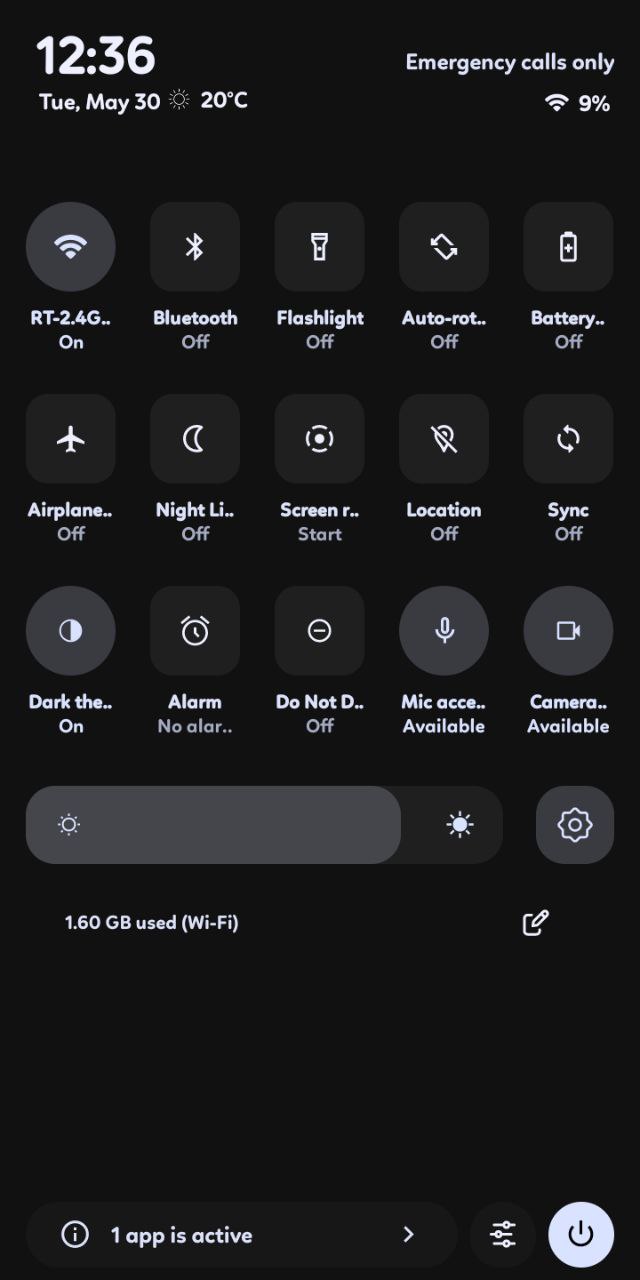 12:36
Emergency calls only
Tue, May 30 20°C
9%
RT-2.4G.. Bluetooth Flashlight Auto-rot.. Battery..
On Off Off Off Off
Airplane.. Night Li.. Screen r.. Location Sync
Off Off Start Off Off
Dark the.. Alarm Do Not D.. Mic acce.. Camera..
On No alar.. Off Available Available
1.60 GB used (Wi-Fi)
1 app is active